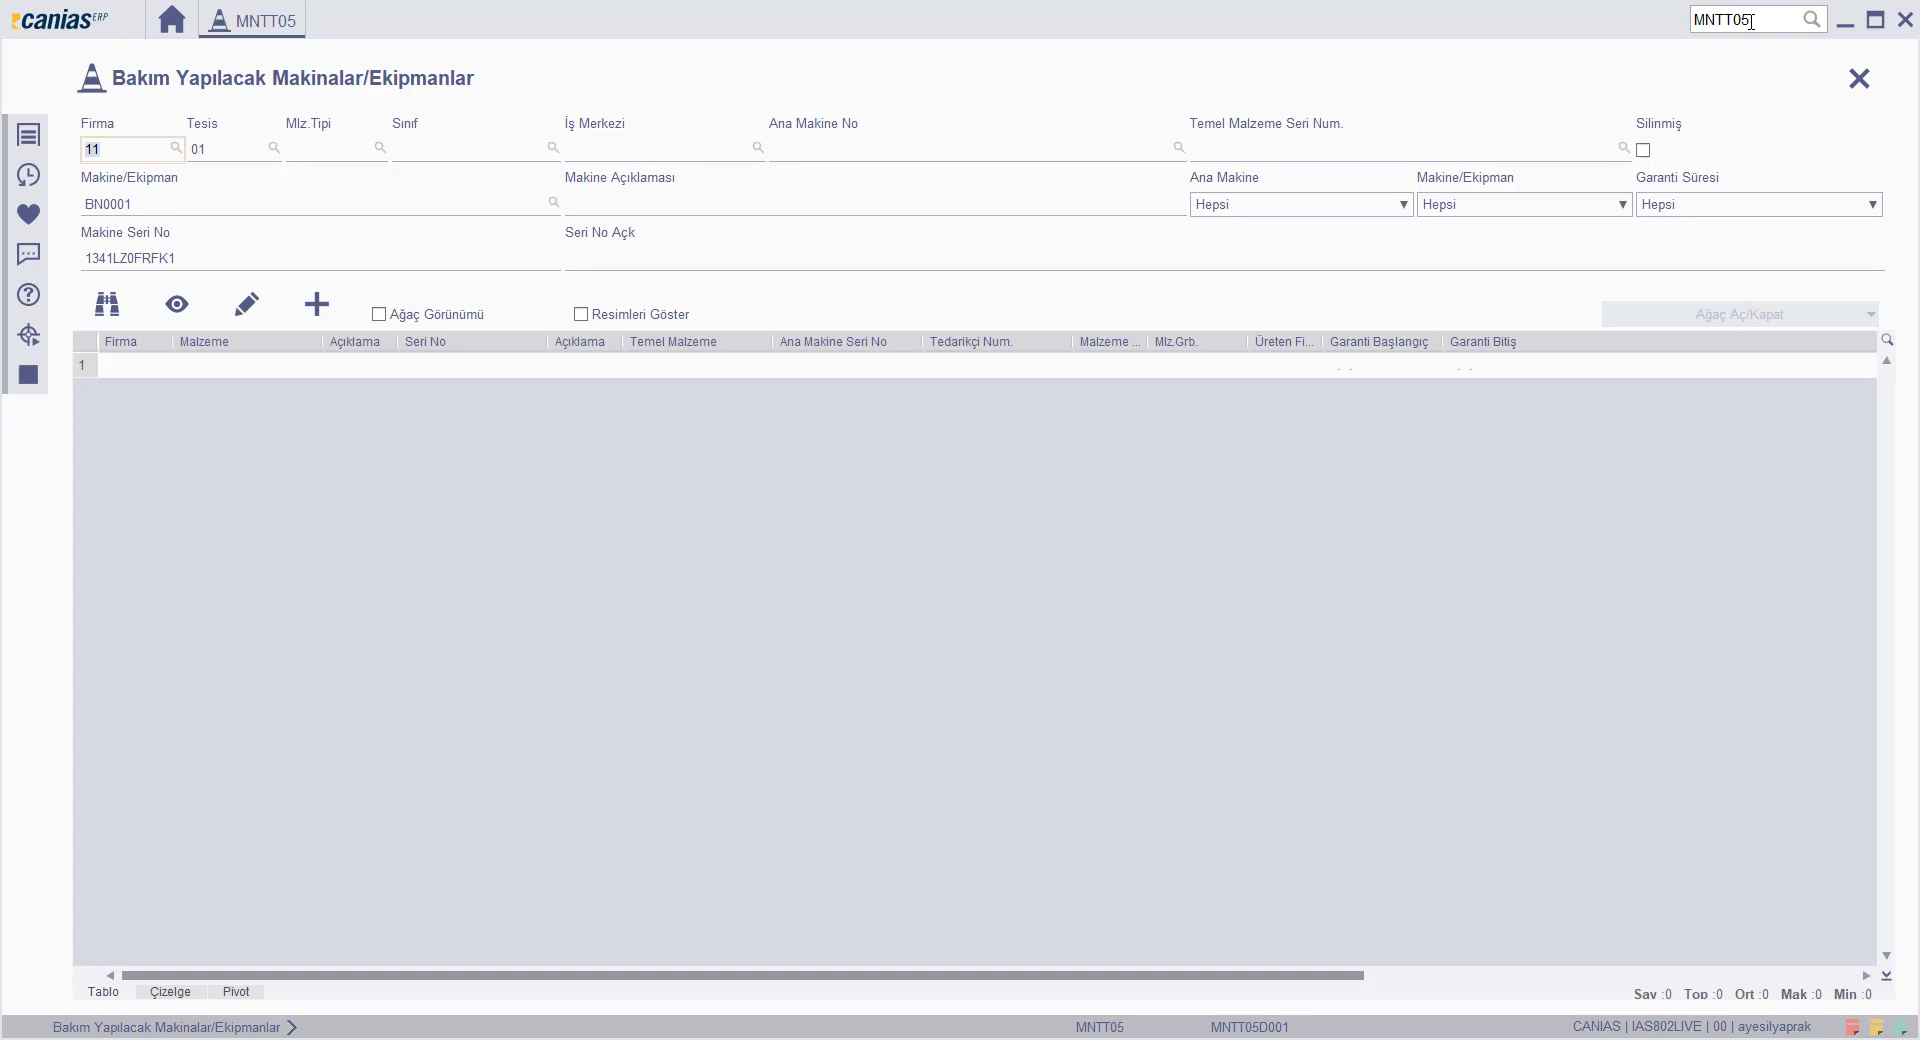 canias ERP MNTT05 MNTT05
Bakım Yapılacak Makinalar/Ekipmanlar
Firma Tesis Mlz.Tipi Sınıf İş Merkezi Ana Makine No Temel Malzeme Seri Num. Silinmiş
11 01
Makine/Ekipman Makine Açıklaması Ana Makine Makine/Ekipman Garanti Süresi
BN0001 Hepsi Hepsi Hepsi
Makine Seri No Seri No Açk
1341LZ0FRFK1
Ağaç Görünümü Resimleri Göster Ağaç Aç/Kapat
Firma Malzeme Açıklama Seri No Açıklama Temel Malzeme Ana Makine Seri No Tedarikçi Num. Malzeme ... Mlz.Grb. Üreten Fi... Garanti Başlangıç Garanti Bitiş
1 . . . .
Tablo Çizelge Pivot Say :0 Top :0 Ort :0 Mak :0 Min :0
Bakım Yapılacak Makinalar/Ekipmanlar MNTT05 MNTT05D001 CANIAS | IAS802LIVE | 00 | ayesilyaprak